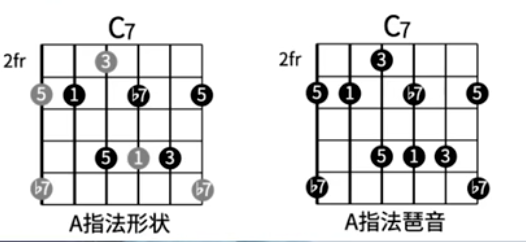 C7 C7
2fr 3 2fr 3
5 1 ♭7 5 5 1 ♭7 5
5 1 3 5 1 3
♭7 ♭7 ♭7 ♭7
A指法形状 A指法琶音